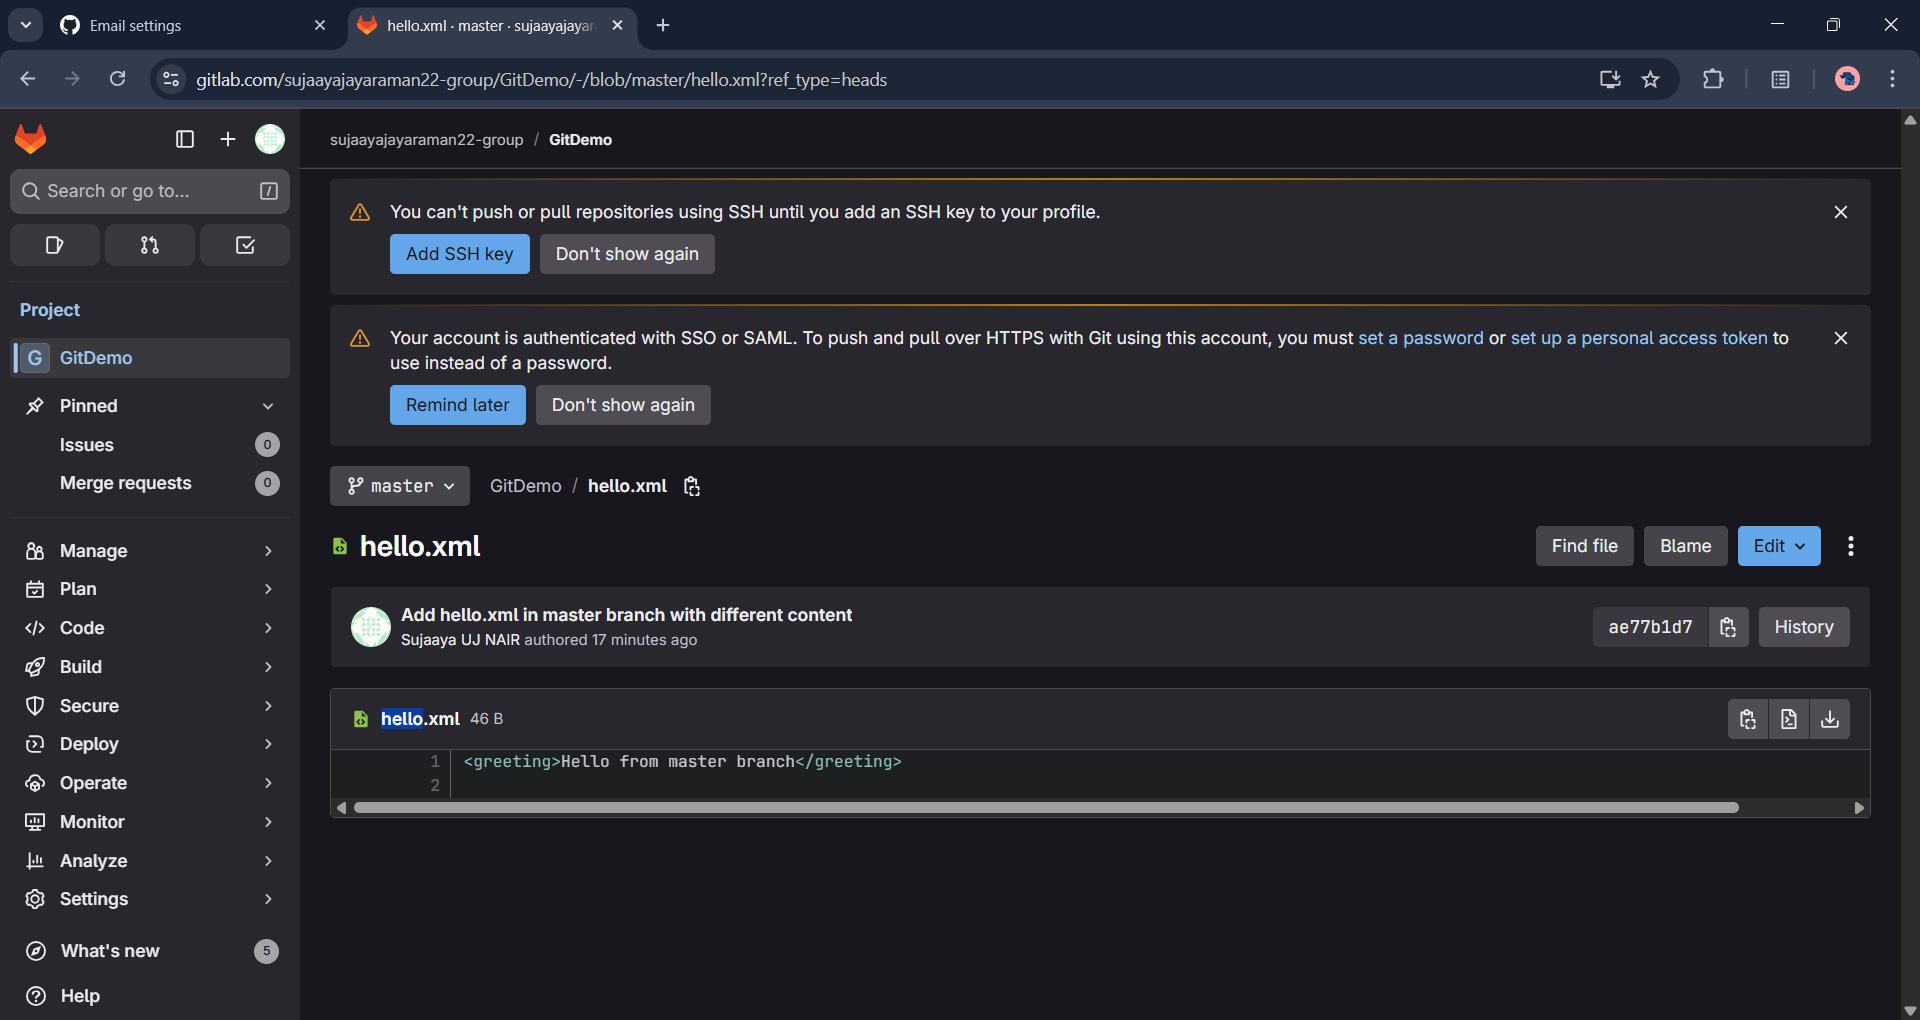 Email settings
hello.xml · master · sujaayajayar
gitlab.com/sujaayajayaraman22-group/GitDemo/-/blob/master/hello.xml?ref_type=heads
sujaayajayaraman22-group / GitDemo
Search or go to...
/
You can't push or pull repositories using SSH until you add an SSH key to your profile.
Add SSH key
Don't show again
Project
G GitDemo
Your account is authenticated with SSO or SAML. To push and pull over HTTPS with Git using this account, you must set a password or set up a personal access token to
use instead of a password.
Remind later
Don't show again
Pinned
Issues 0
Merge requests 0
Manage
Plan
Code
Build
Secure
Deploy
Operate
Monitor
Analyze
Settings
What's new 5
Help
master
GitDemo / hello.xml
hello.xml
Find file
Blame
Edit
Add hello.xml in master branch with different content
Sujaaya UJ NAIR authored 17 minutes ago
ae77b1d7
History
hello.xml 46 B
1 <greeting>Hello from master branch</greeting>
2